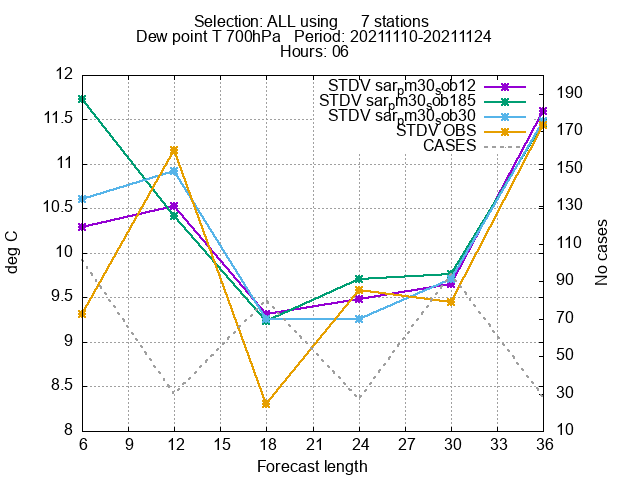 Selection: ALL using 7 stations
Dew point T 700hPa Period: 20211110-20211124
Hours: 06
STDV sarpm30sob12
STDV sarpm30sob185
STDV sarpm30sob30
STDV OBS
CASES
12
11.5
11
10.5
10
9.5
9
8.5
8
deg C
190
170
150
130
110
90
70
50
30
10
No cases
6 9 12 15 18 21 24 27 30 33 36
Forecast length